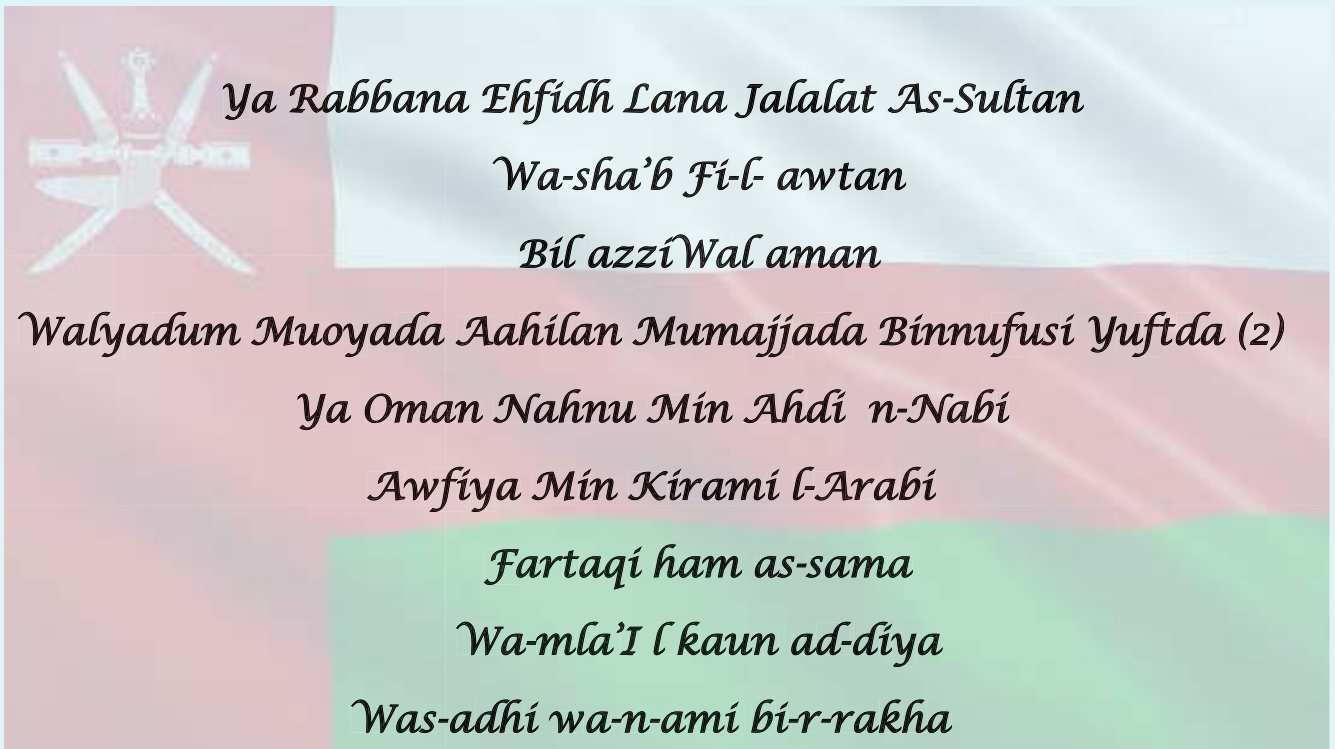 Ya Rabbana Ehfidh Lana Jalalat As-Sultan
Wa-sha’b Fi-l- awtan
Bil azziWal aman
Walyadum Muoyada Aahilan Mumajjada Binnufusi Yuftda (2)
Ya Oman Nahnu Min Ahdi n-Nabi
Awfiya Min Kirami l-Arabi
Fartaqi ham as-sama
Wa-mla’I l kaun ad-diya
Was-adhi wa-n-ami bi-r-rakha